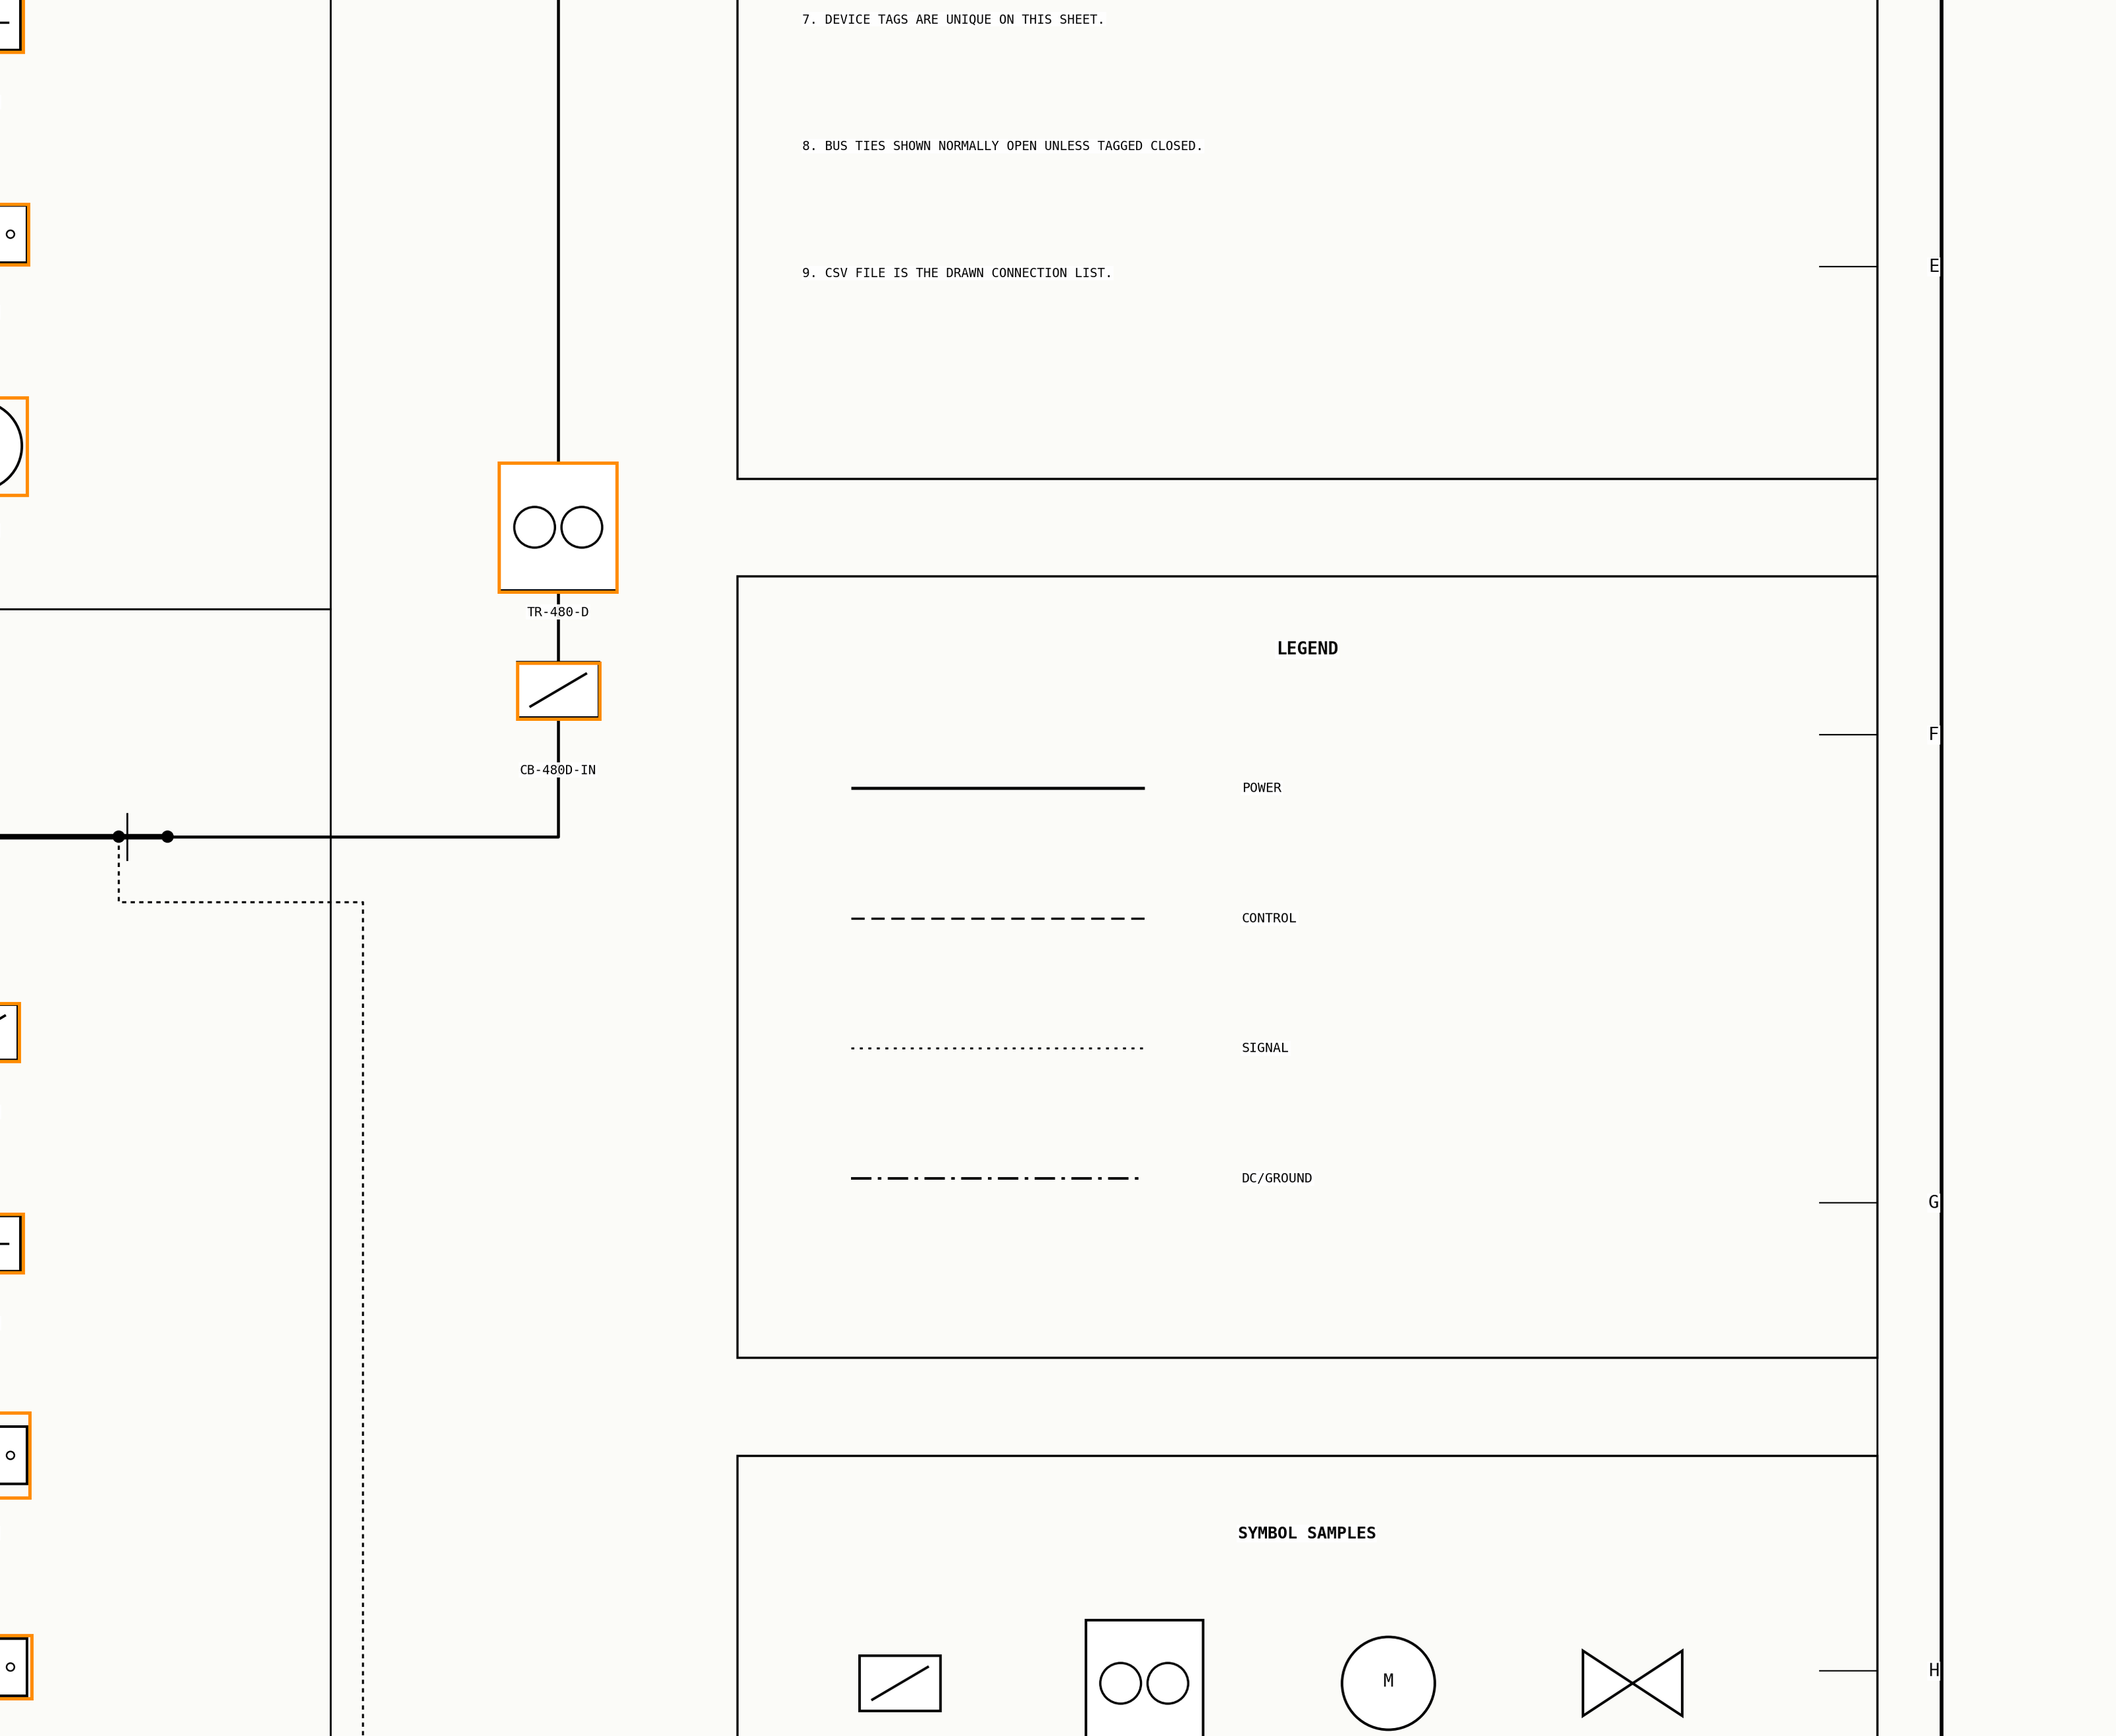 7. DEVICE TAGS ARE UNIQUE ON THIS SHEET.
8. BUS TIES SHOWN NORMALLY OPEN UNLESS TAGGED CLOSED.
9. CSV FILE IS THE DRAWN CONNECTION LIST.
E
TR-480-D
CB-480D-IN
LEGEND
F
POWER
CONTROL
SIGNAL
DC/GROUND
G
SYMBOL SAMPLES
M
H